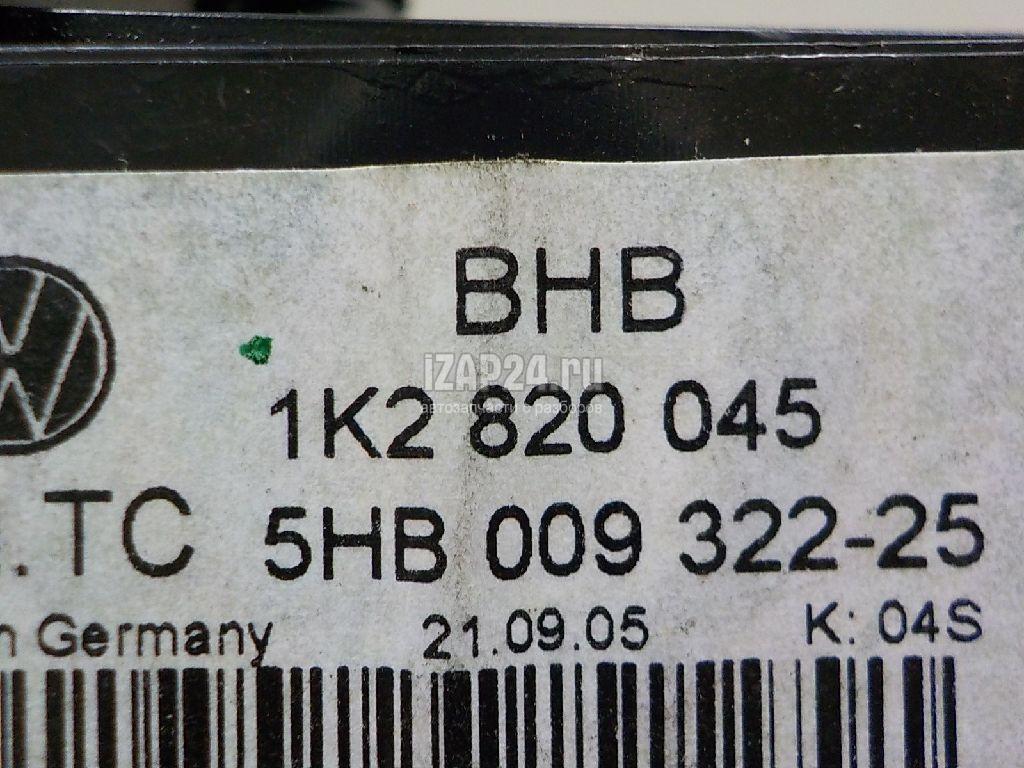 BHB
iZAP24.ru
1K2 820 045
автозапчасти с разборов
.TC 5HB 009 322-25
n Germany 21.09.05 K: 04S